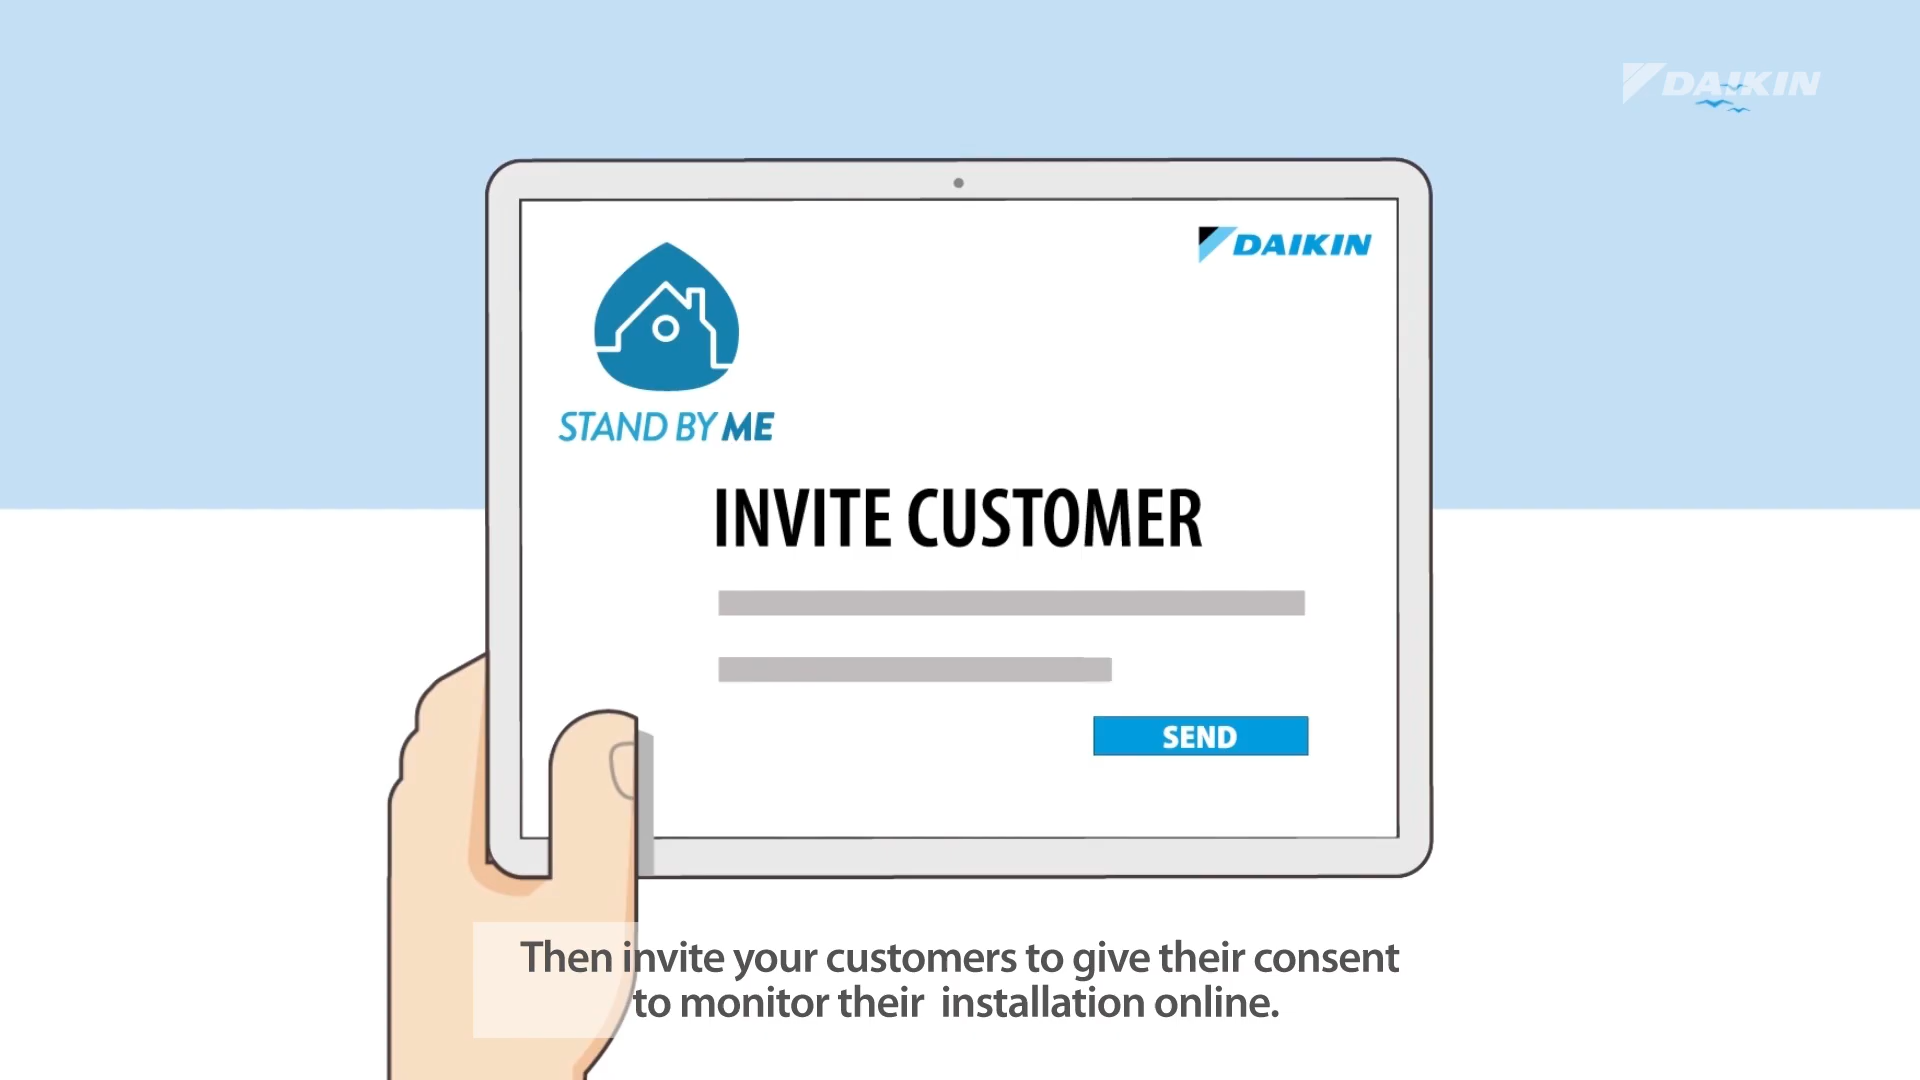 DAIKIN
DAIKIN
STAND BY ME
INVITE CUSTOMER
SEND
Then invite your customers to give their consent
to monitor their installation online.